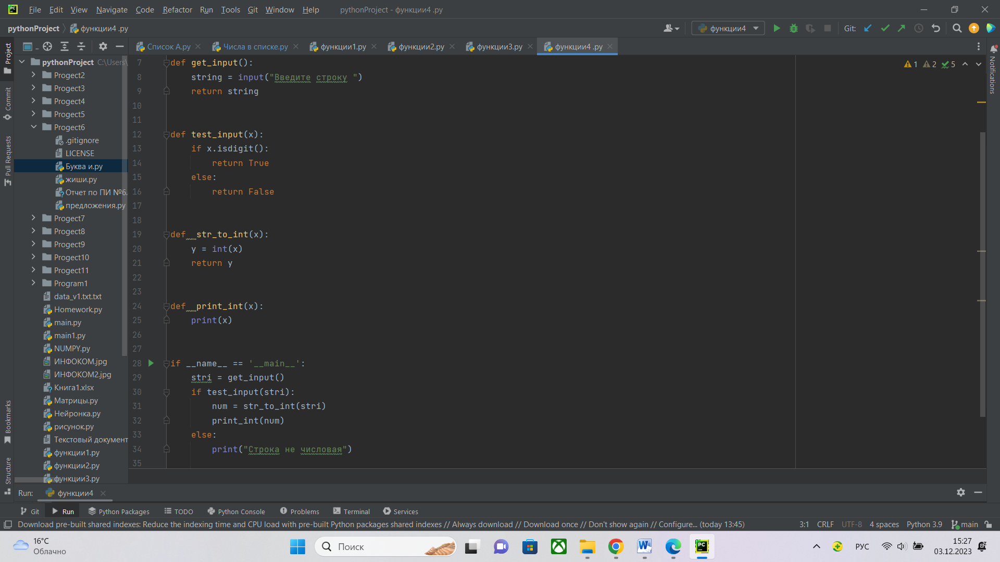 File Edit View Navigate Code Refactor Run Tools Git Window Help pythonProject - функции4 .py
pythonProject функции4 .py
функции4 Git:
Project
Commit
Pull Requests
Bookmarks
Structure
Notifications
..
Список А.py Числа в списке.py функции1.py функции2.py функции3.py функции4 .py
pythonProject C:\Users\
Progect2
Progect3
Progect4
Progect5
Progect6
.gitignore
LICENSE
Буква и.py
жиши.py
Отчет по ПИ №6.
предложения.py
Progect7
Progect8
Progect9
Progect10
Progect11
Program1
data_v1.txt.txt
Homework.py
main.py
main1.py
NUMPY.py
ИНФОКОМ.jpg
ИНФОКОМ2.jpg
Книга1.xlsx
Матрицы.py
Нейронка.py
рисунок.py
Текстовый документ
функции1.py
функции2.py
функции3.py
1 2 5
7 def get_input():
8 string = input("Введите строку ")
9 return string
10
11
12 def test_input(x):
13 if x.isdigit():
14 return True
15 else:
16 return False
17
18
19 def  str_to_int(x):
20 y = int(x)
21 return y
22
23
24 def  print_int(x):
25 print(x)
26
27
28 if __name__ == '__main__':
29 stri = get_input()
30 if test_input(stri):
31 num = str_to_int(stri)
32 print_int(num)
33 else:
34 print("Строка не числовая")
35
Run: функции4
Git Run Python Packages TODO Python Console Problems Terminal Services
Download pre-built shared indexes: Reduce the indexing time and CPU load with pre-built Python packages shared indexes // Always download // Download once // Don't show again // Configure... (today 13:45) 3:1 CRLF UTF-8 4 spaces Python 3.9 main
16°C
Облачно
Поиск
РУС
15:27
03.12.2023